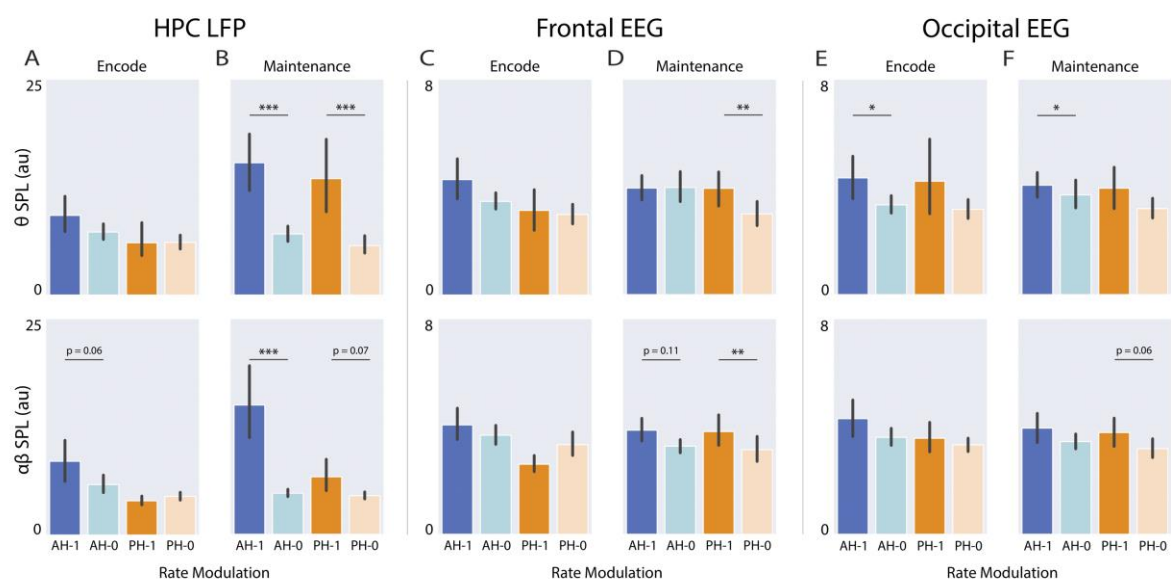 HPC LFP Frontal EEG Occipital EEG
A B C D E F
Encode Maintenance Encode Maintenance Encode Maintenance
25 8 8
*** *** ** * *
θ SPL (au)
0 0 0
25 8 8
p = 0.06 *** p = 0.07 p = 0.11 ** p = 0.06
αβ SPL (au)
0 0 0
AH-1 AH-0 PH-1 PH-0 AH-1 AH-0 PH-1 PH-0 AH-1 AH-0 PH-1 PH-0 AH-1 AH-0 PH-1 PH-0 AH-1 AH-0 PH-1 PH-0 AH-1 AH-0 PH-1 PH-0
Rate Modulation Rate Modulation Rate Modulation